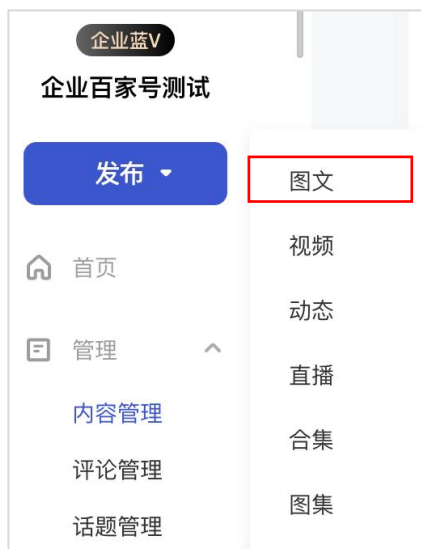 企业蓝V
企业百家号测试
发布
首页
管理
内容管理
评论管理
话题管理
图文
视频
动态
直播
合集
图集